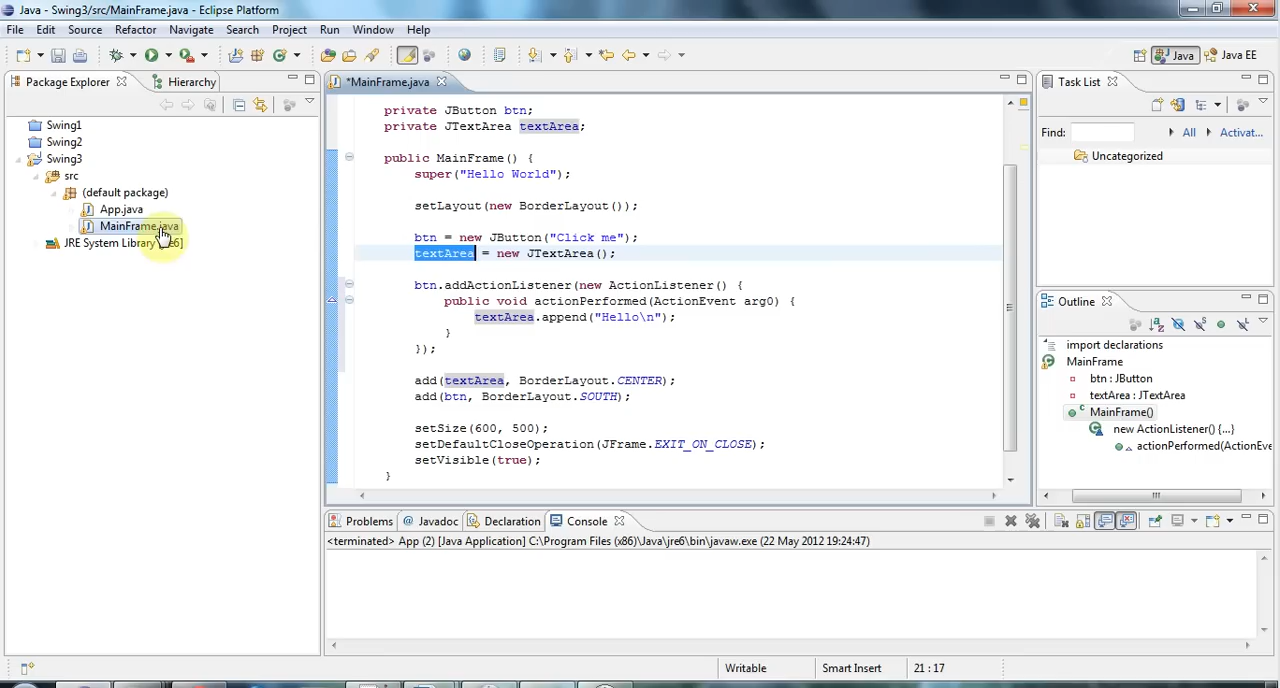 Java - Swing3/src/MainFrame.java - Eclipse Platform
File Edit Source Refactor Navigate Search Project Run Window Help
Java Java EE
Package Explorer Hierarchy
*MainFrame.java
Task List
Swing1
Swing2
Swing3
src
(default package)
App.java
MainFrame.java
JRE System Library e6]
private JButton btn;
private JTextArea textArea;
public MainFrame() {
super("Hello World");
setLayout(new BorderLayout());
btn = new JButton("Click me");
textArea = new JTextArea();
btn.addActionListener(new ActionListener() {
public void actionPerformed(ActionEvent arg0) {
textArea.append("Hello\n");
}
});
add(textArea, BorderLayout.CENTER);
add(btn, BorderLayout.SOUTH);
setSize(600, 500);
setDefaultCloseOperation(JFrame.EXIT_ON_CLOSE);
setVisible(true);
}
Find: All Activat...
Uncategorized
Outline
import declarations
MainFrame
btn : JButton
textArea : JTextArea
MainFrame()
new ActionListener() {...}
actionPerformed(ActionEve
Problems @ Javadoc Declaration Console
<terminated> App (2) [Java Application] C:\Program Files (x86)\Java\jre6\bin\javaw.exe (22 May 2012 19:24:47)
Writable Smart Insert 21 : 17